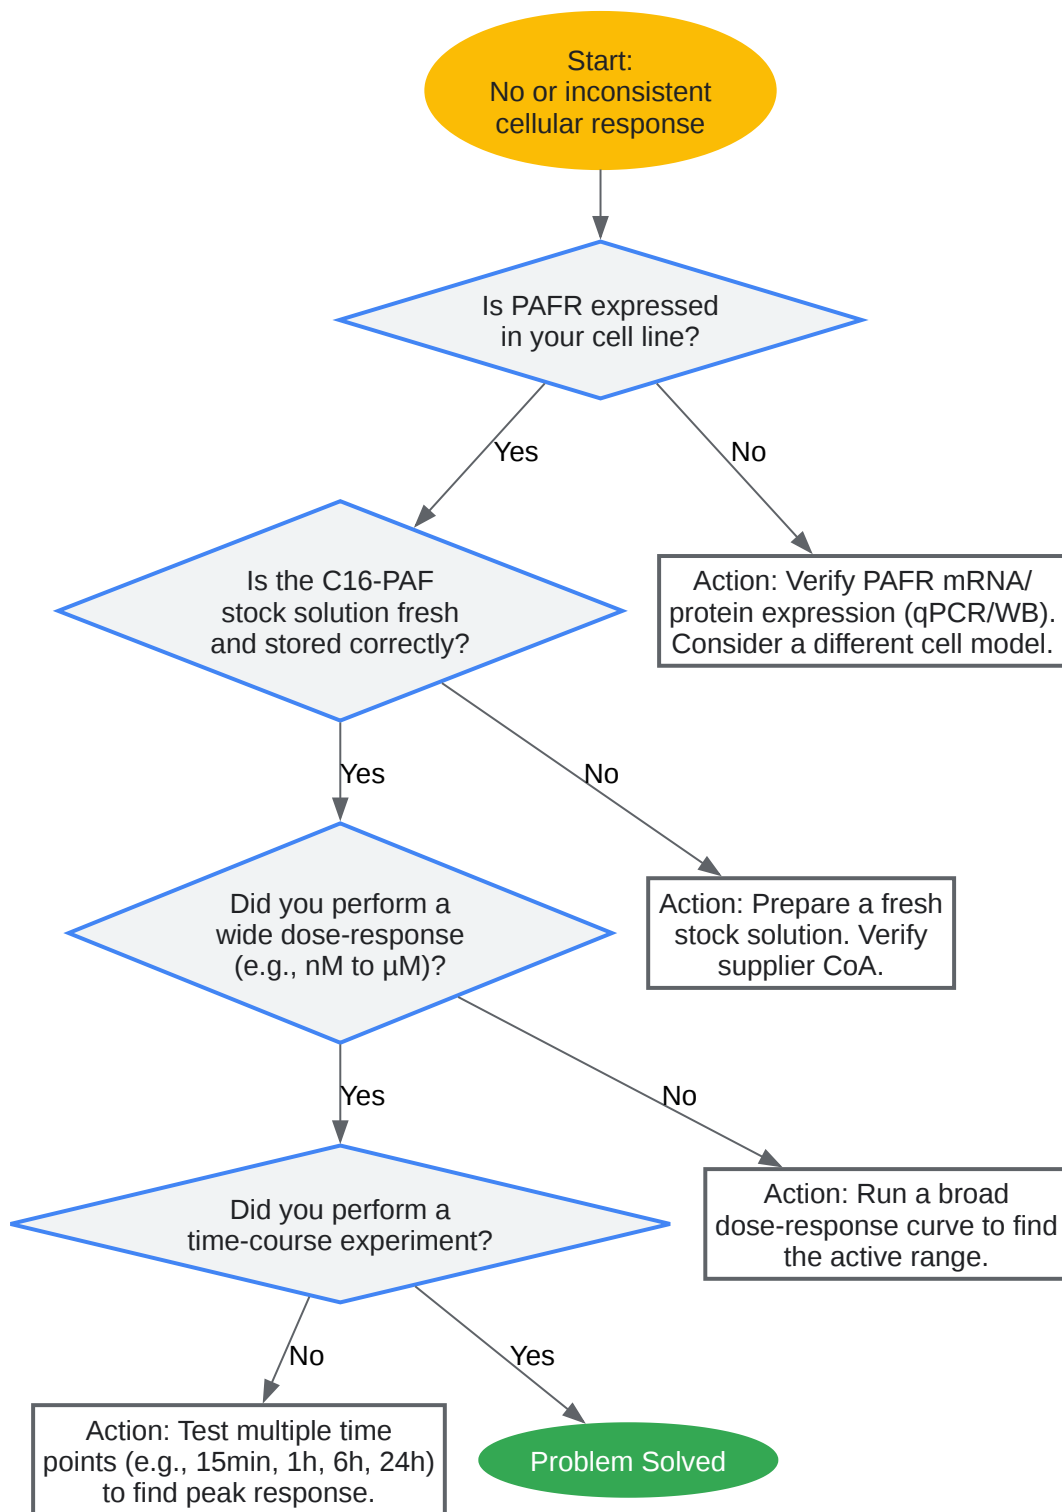 Start:
No or inconsistent
cellular response
Is PAFR expressed
in your cell line?
Yes
No
Is the C16-PAF
stock solution fresh
and stored correctly?
Action: Verify PAFR mRNA/
protein expression (qPCR/WB).
Consider a different cell model.
Yes
No
Did you perform a
wide dose-response
(e.g., nM to µM)?
Action: Prepare a fresh
stock solution. Verify
supplier CoA.
Yes
No
Did you perform a
time-course experiment?
Action: Run a broad
dose-response curve to find
the active range.
No
Yes
Action: Test multiple time
points (e.g., 15min, 1h, 6h, 24h)
to find peak response.
Problem Solved